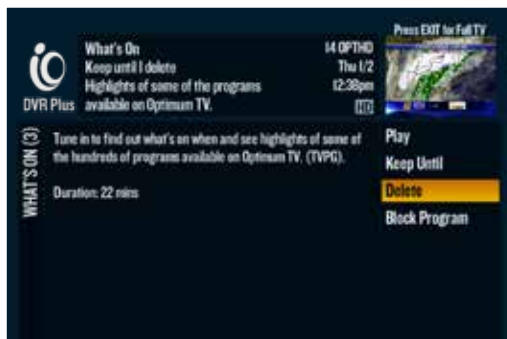 Press EXIT for Full TV
What's On 14 OPTHD
Keep until I delete Thu 1/2
Highlights of some of the programs 12:38pm
available on Optimum TV. HD
iO
DVR Plus
WHAT'S ON (3)
Tune in to find out what's on when and see highlights of some of
the hundreds of programs available on Optimum TV. (TVPG).
Duration: 22 mins
Play
Keep Until
Delete
Block Program